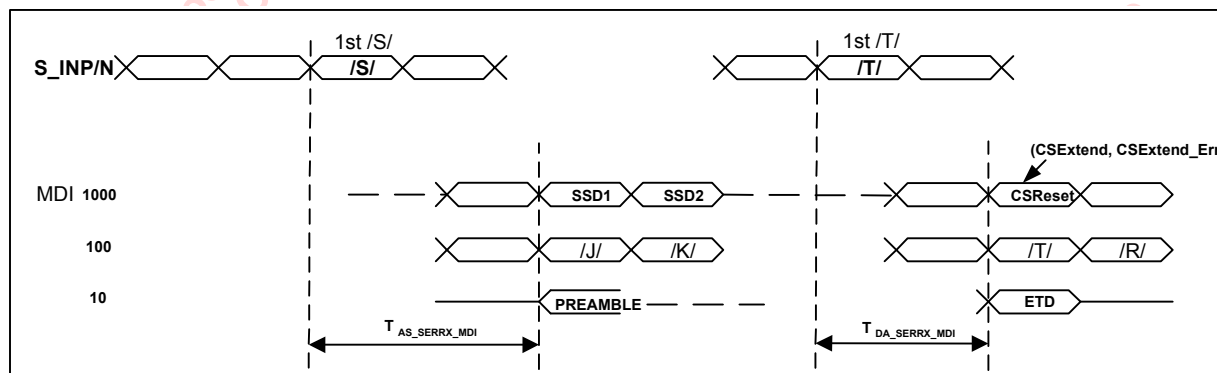 1st /S/
1st /T/
S_INP/N
/S/
/T/
(CSExtend, CSExtend_Err
MDI 1000
SSD1
SSD2
CSReset
100
/J/
/K/
/T/
/R/
10
PREAMBLE
ETD
T AS_SERRX_MDI
T DA_SERRX_MDI